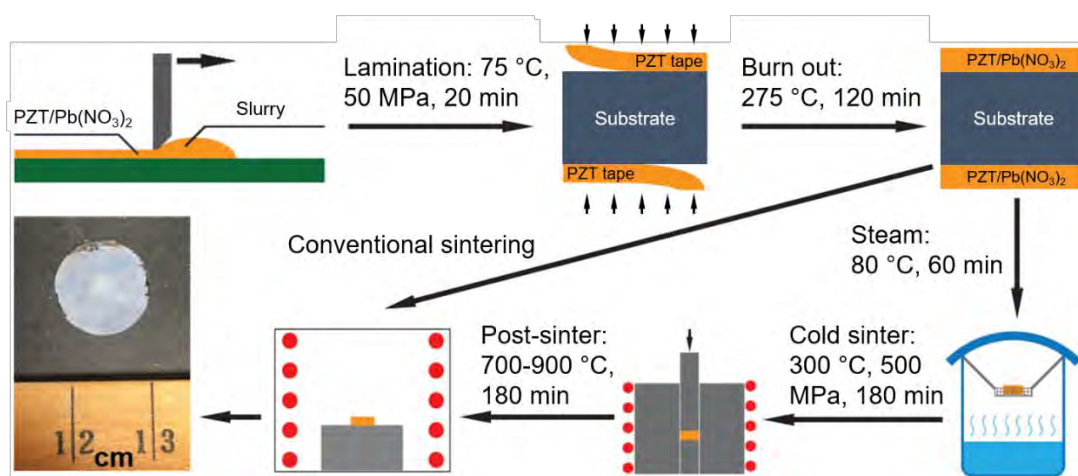 PZT/Pb(NO₃)₂
Slurry
Lamination: 75 °C,
50 MPa, 20 min
PZT tape
Substrate
PZT tape
Burn out:
275 °C, 120 min
PZT/Pb(NO₃)₂
Substrate
PZT/Pb(NO₃)₂
Conventional sintering
Steam:
80 °C, 60 min
Cold sinter:
300 °C, 500
MPa, 180 min
Post-sinter:
700-900 °C,
180 min
1 2 1 3
cm